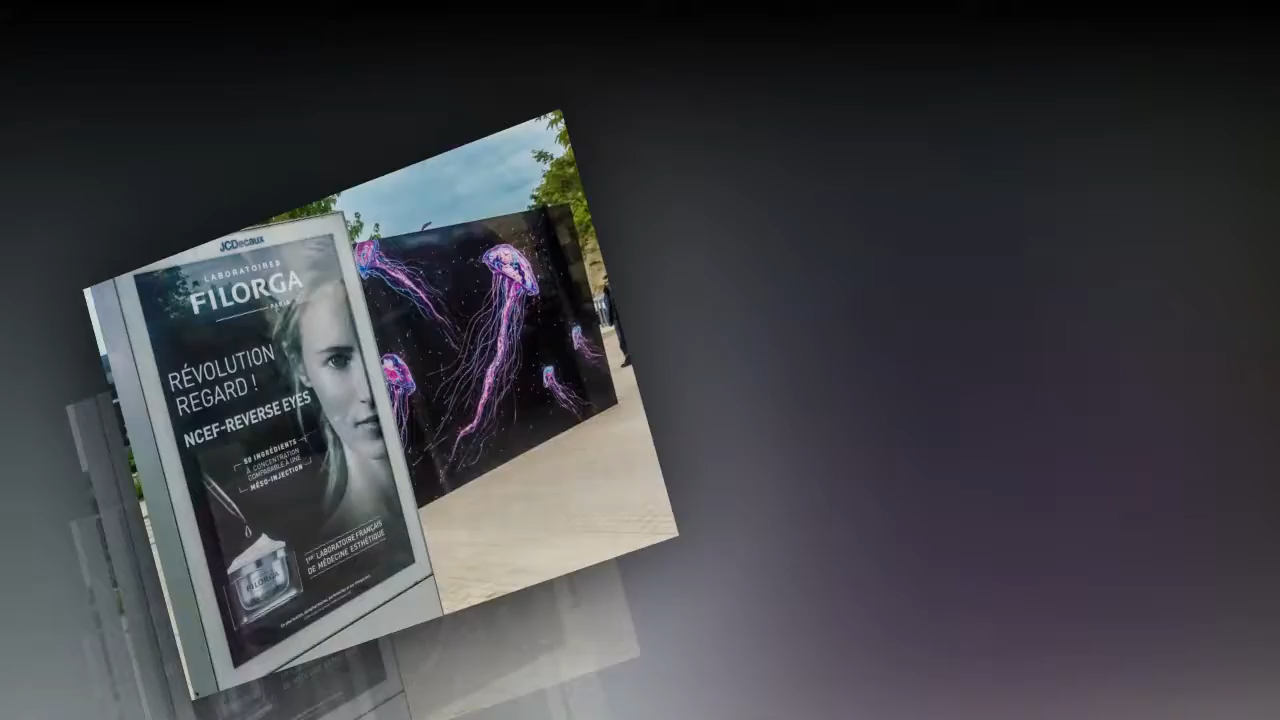 JCDecaux
LABORATOIRES
FILORGA
PARIS
RÉVOLUTION
REGARD !
NCEF-REVERSE EYES
50 INGRÉDIENTS
À CONCENTRATION
COMPARABLE À UNE
MÉSO-INJECTION
1ER LABORATOIRE FRANÇAIS
DE MÉDECINE ESTHÉTIQUE
FILORGA